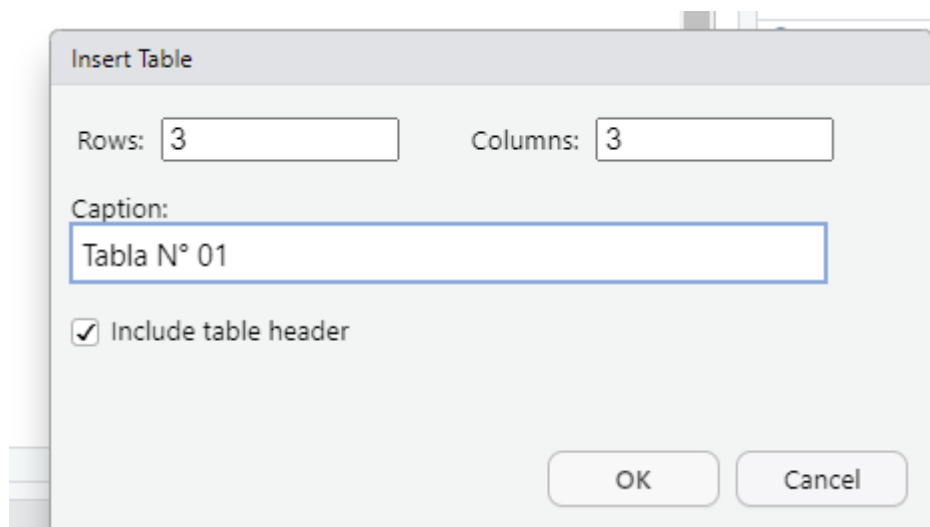 Insert Table
Rows: 3 Columns: 3
Caption:
Tabla N° 01
Include table header
OK Cancel